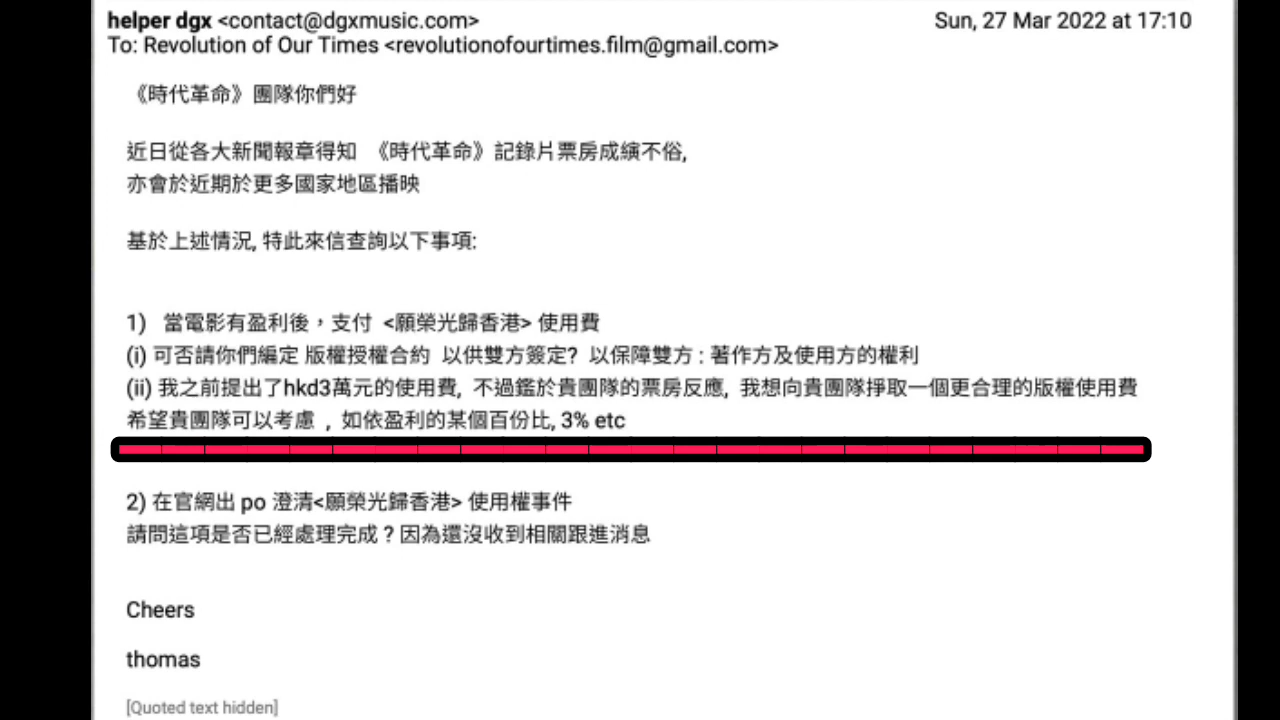 helper dgx <contact@dgxmusic.com> Sun, 27 Mar 2022 at 17:10
To: Revolution of Our Times <revolutionofourtimes.film@gmail.com>
《時代革命》團隊你們好
近日從各大新聞報章得知 《時代革命》記錄片票房成績不俗,
亦會於近期於更多國家地區播映
基於上述情況, 特此來信查詢以下事項:
1) 當電影有盈利後，支付 <願榮光歸香港> 使用費
(i) 可否請你們編定 版權授權合約 以供雙方簽定? 以保障雙方 : 著作方及使用方的權利
(ii) 我之前提出了hkd3萬元的使用費, 不過鑑於貴團隊的票房反應, 我想向貴團隊掙取一個更合理的版權使用費
希望貴團隊可以考慮 , 如依盈利的某個百份比, 3% etc
2) 在官網出 po 澄清<願榮光歸香港> 使用權事件
請問這項是否已經處理完成？因為還沒收到相關跟進消息
Cheers
thomas
[Quoted text hidden]